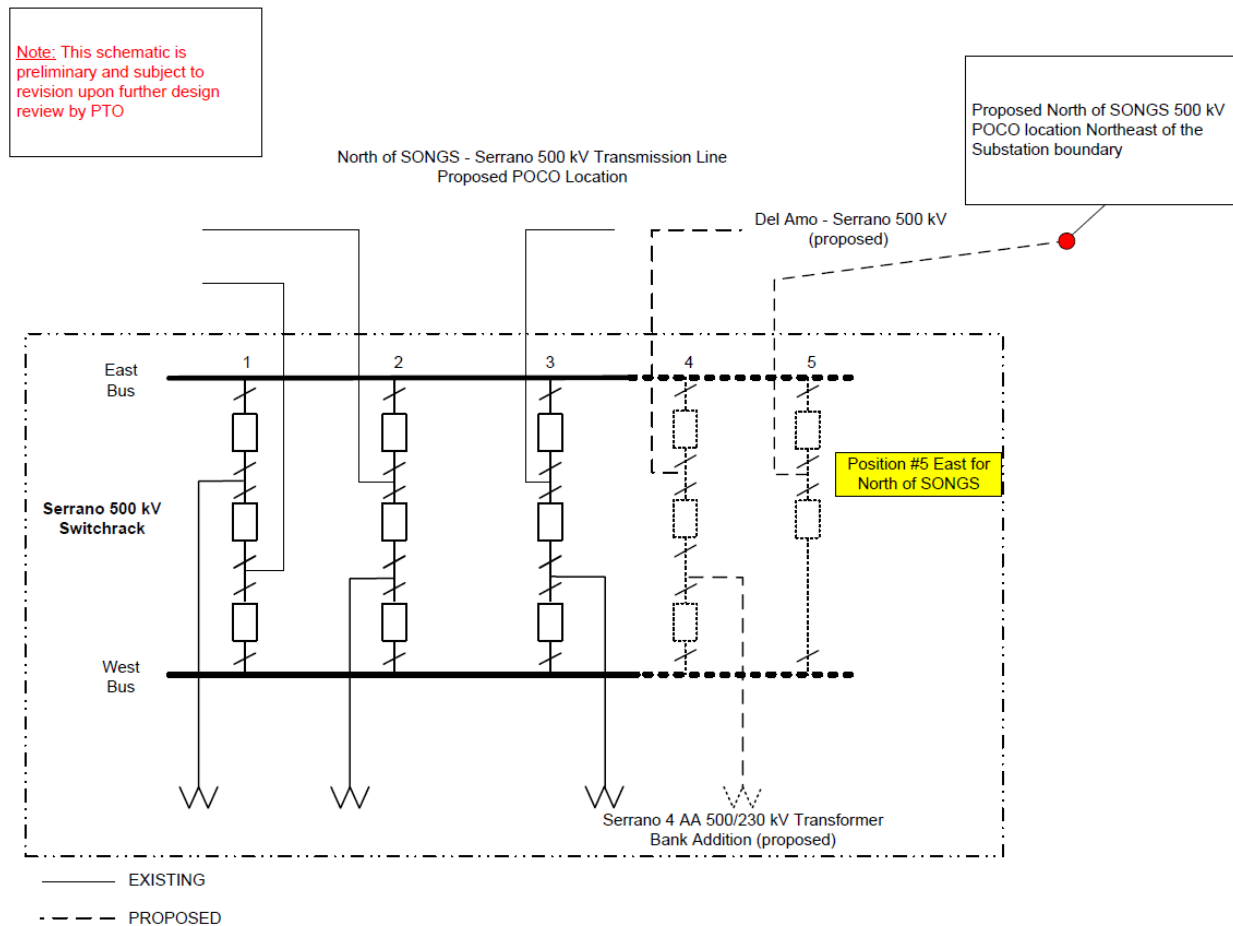 Note: This schematic is
preliminary and subject to
revision upon further design
review by PTO
Proposed North of SONGS 500 kV
POCO location Northeast of the
Substation boundary
North of SONGS - Serrano 500 kV Transmission Line
Proposed POCO Location
Del Amo - Serrano 500 kV
(proposed)
1
2
3
4
5
East
Bus
Position #5 East for
North of SONGS
Serrano 500 kV
Switchrack
West
Bus
Serrano 4 AA 500/230 kV Transformer
Bank Addition (proposed)
EXISTING
PROPOSED